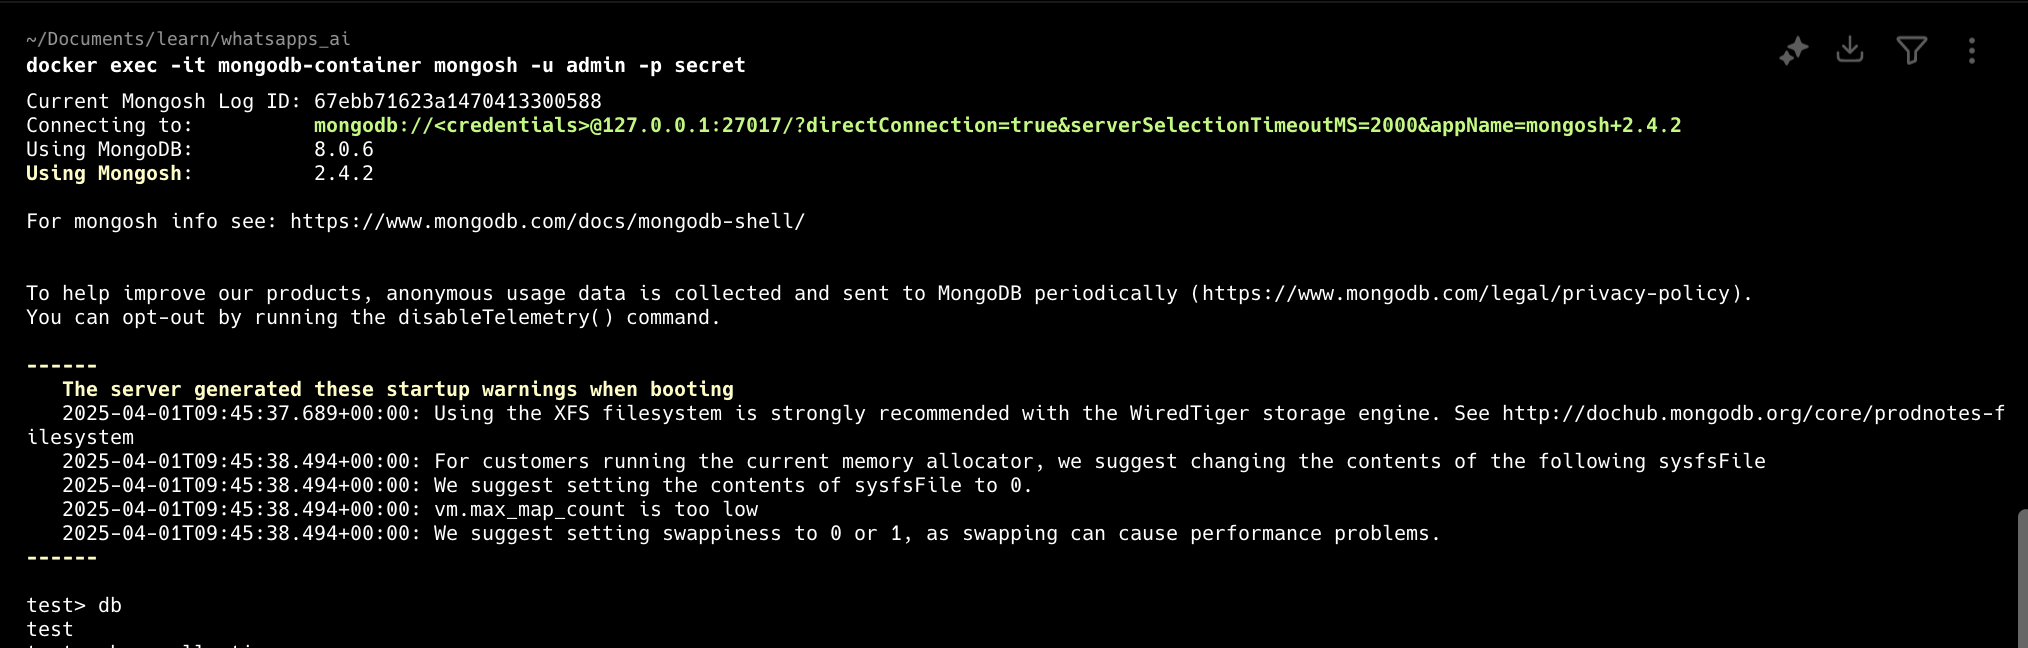 ~/Documents/learn/whatsapps_ai
docker exec -it mongodb-container mongosh -u admin -p secret
Current Mongosh Log ID: 67ebb71623a1470413300588
Connecting to: mongodb://<credentials>@127.0.0.1:27017/?directConnection=true&serverSelectionTimeoutMS=2000&appName=mongosh+2.4.2
Using MongoDB: 8.0.6
Using Mongosh: 2.4.2
For mongosh info see: https://www.mongodb.com/docs/mongodb-shell/
To help improve our products, anonymous usage data is collected and sent to MongoDB periodically (https://www.mongodb.com/legal/privacy-policy).
You can opt-out by running the disableTelemetry() command.
------
The server generated these startup warnings when booting
2025-04-01T09:45:37.689+00:00: Using the XFS filesystem is strongly recommended with the WiredTiger storage engine. See http://dochub.mongodb.org/core/prodnotes-f
ilesystem
2025-04-01T09:45:38.494+00:00: For customers running the current memory allocator, we suggest changing the contents of the following sysfsFile
2025-04-01T09:45:38.494+00:00: We suggest setting the contents of sysfsFile to 0.
2025-04-01T09:45:38.494+00:00: vm.max_map_count is too low
2025-04-01T09:45:38.494+00:00: We suggest setting swappiness to 0 or 1, as swapping can cause performance problems.
------
test> db
test